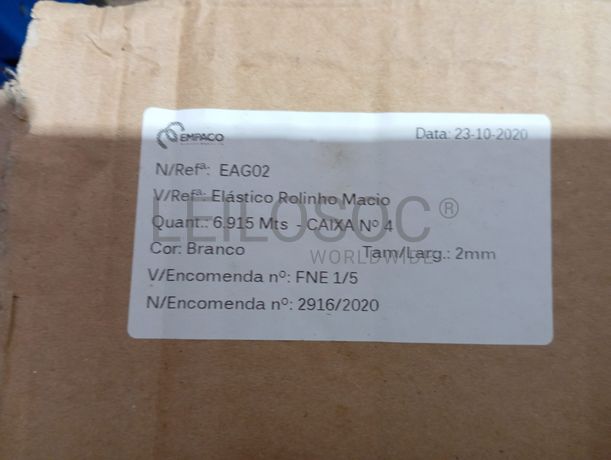 EMPACO
Data: 23-10-2020
N/Refª: EAG02
V/Refª: Elástico Rolinho Macio
Quant.: 6.915 Mts - CAIXA Nº 4
LEILOSOC®
WORLDWIDE
Cor: Branco Tam/Larg.: 2mm
V/Encomenda nº: FNE 1/5
N/Encomenda nº: 2916/2020